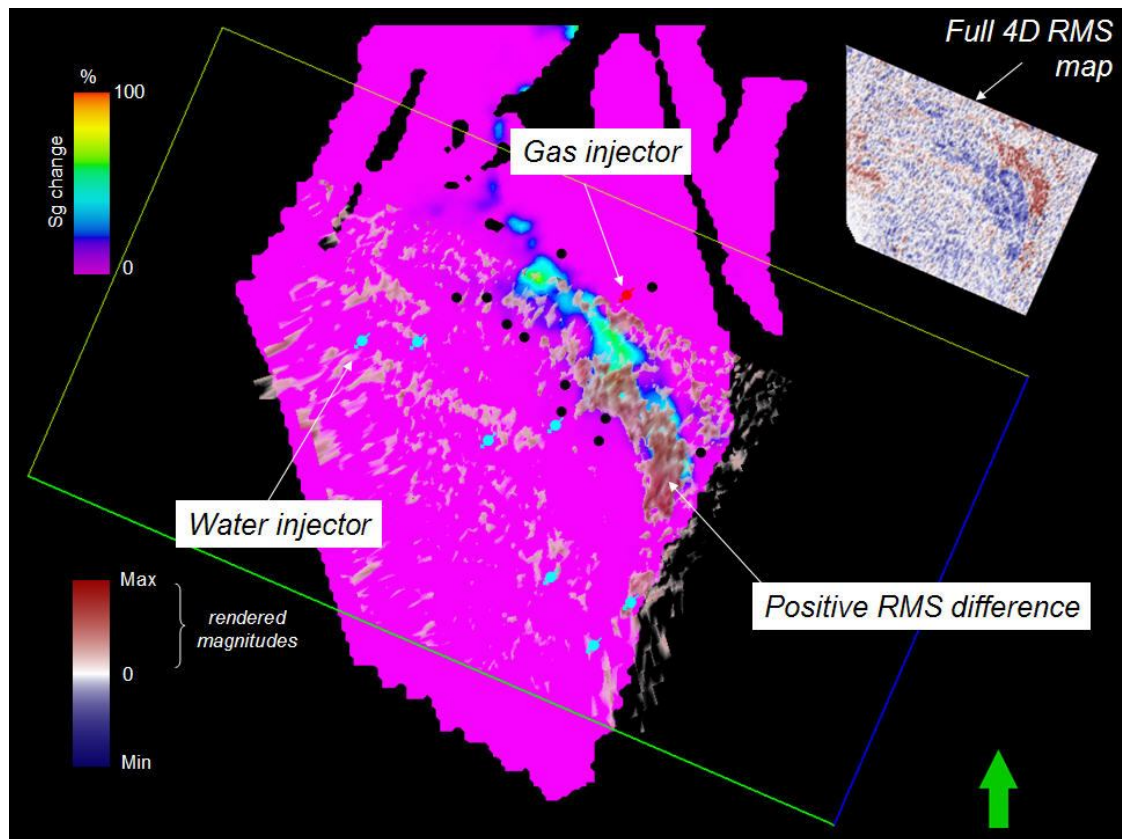 Full 4D RMS
map
%
100
Sg change
0
Gas injector
Water injector
Max
rendered
magnitudes
0
Min
Positive RMS difference